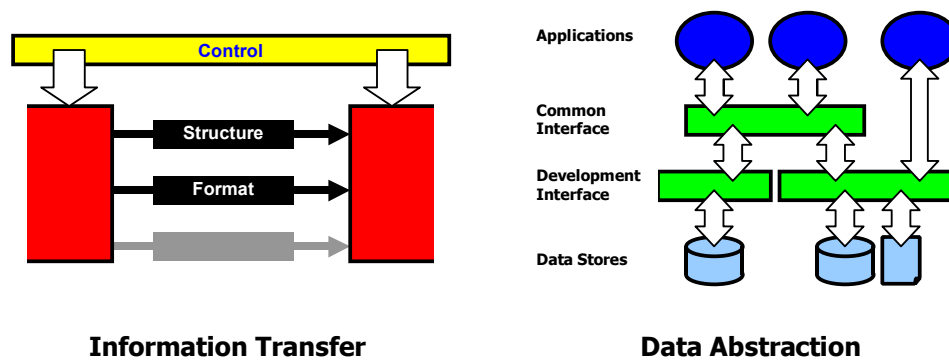 Control
Structure
Format
Information Transfer
Applications
Common
Interface
Development
Interface
Data Stores
Data Abstraction